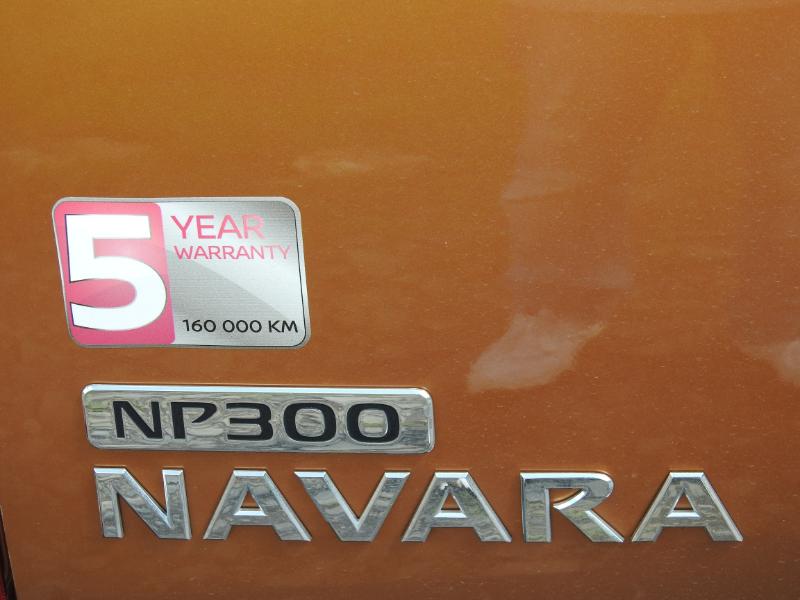 5 YEAR
WARRANTY
160 000 KM
NP300
NAVARA